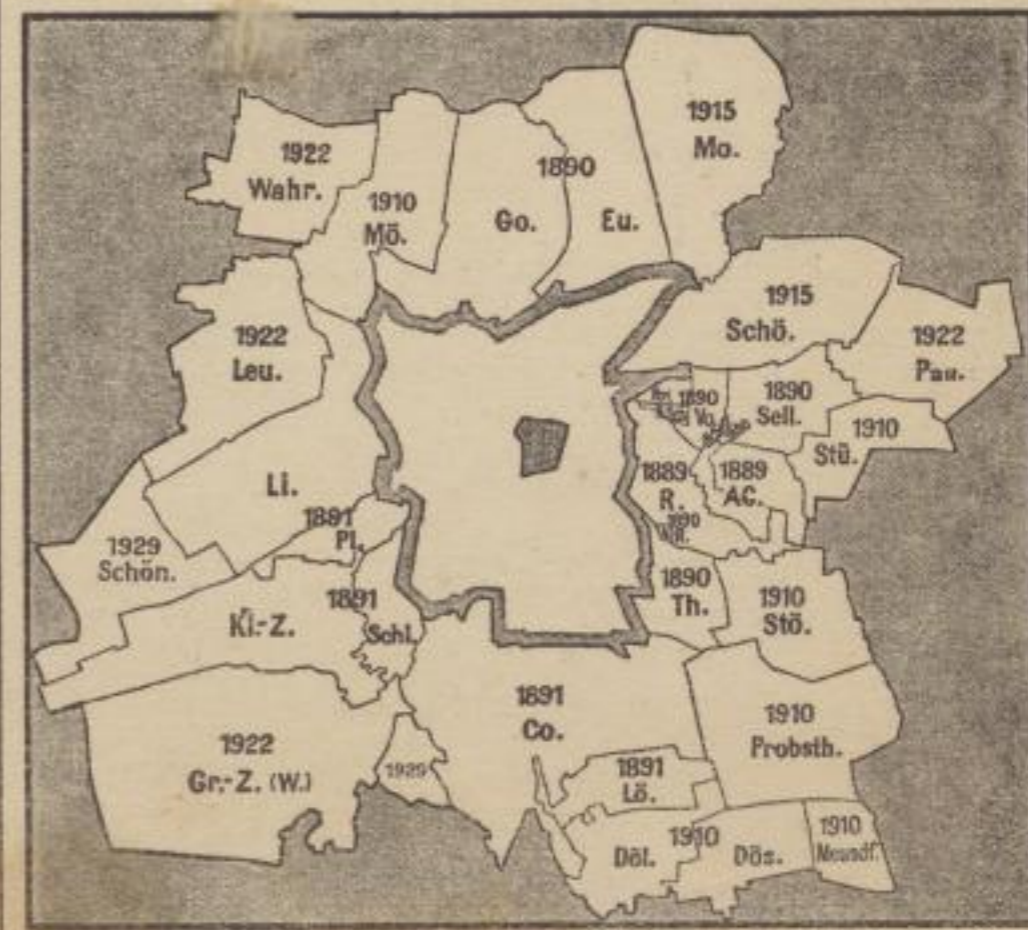 1915
Mo.
1922
Wahr.
1910
Mö.
1890
Go.
Eu.
1915
Schö.
1922
Pau.
1922
Leu.
1890
Vo.
1890
Sell.
1910
Stü.
1889
R.
1889
AC.
1890
Li.
1891
Pl.
1929
Schön.
1890
Th.
1910
Stö.
1891
Kl.-Z.
Schl.
1891
Co.
1910
Probsth.
1922
Gr.-Z. (W.)
1929
1891
Lö.
1910
Döl.
Dös.
1910
Neusdf.